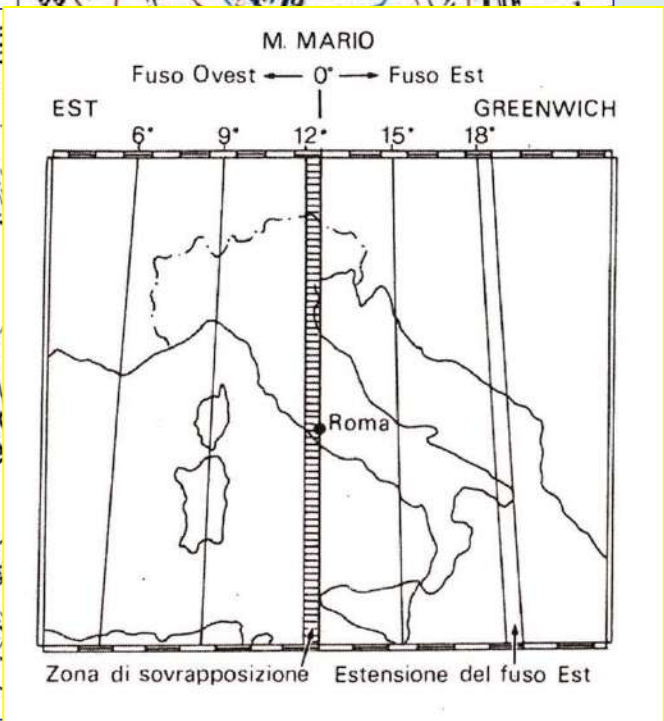 M. MARIO
Fuso Ovest ← 0° → Fuso Est
EST GREENWICH
6° 9° 12° 15° 18°
Roma
Zona di sovrapposizione Estensione del fuso Est